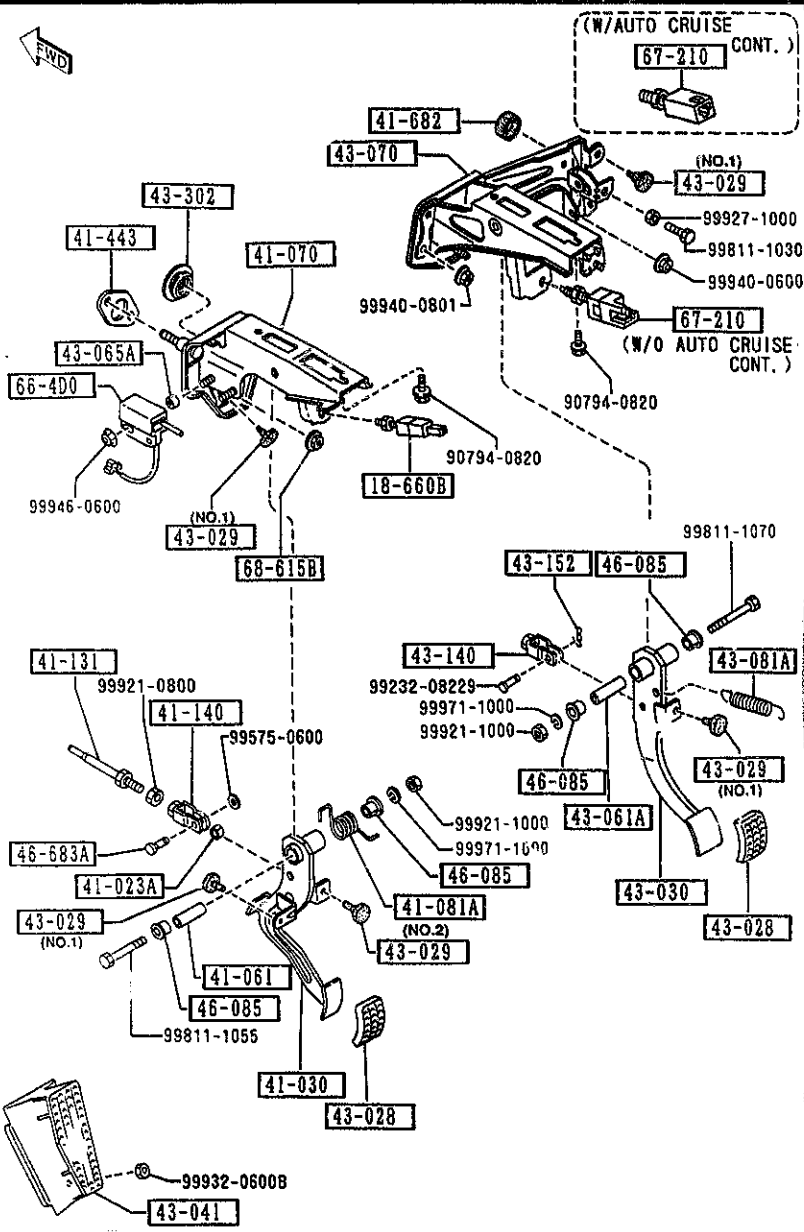 (W/AUTO CRUISE
CONT.)
67-210
FWD
41-682
43-070
(NO.1)
43-029
43-302
99927-1000
41-443
41-070
99811-1030
99940-0600
99940-0801
67-210
(W/O AUTO CRUISE
CONT.)
43-065A
66-4D0
90794-0820
90794-0820
18-660B
99946-0600
(NO.1)
43-029
68-615B
99811-1070
43-152
46-085
43-140
43-081A
41-131
99232-08229
99921-0800
99971-1000
41-140
99921-1000
99575-0600
46-085
43-029
(NO.1)
43-061A
99921-1000
99971-1000
46-683A
46-085
41-023A
43-030
41-081A
43-029
(NO.1)
43-028
(NO.2)
43-029
41-061
46-085
99811-1055
41-030
43-028
99932-0600B
43-041